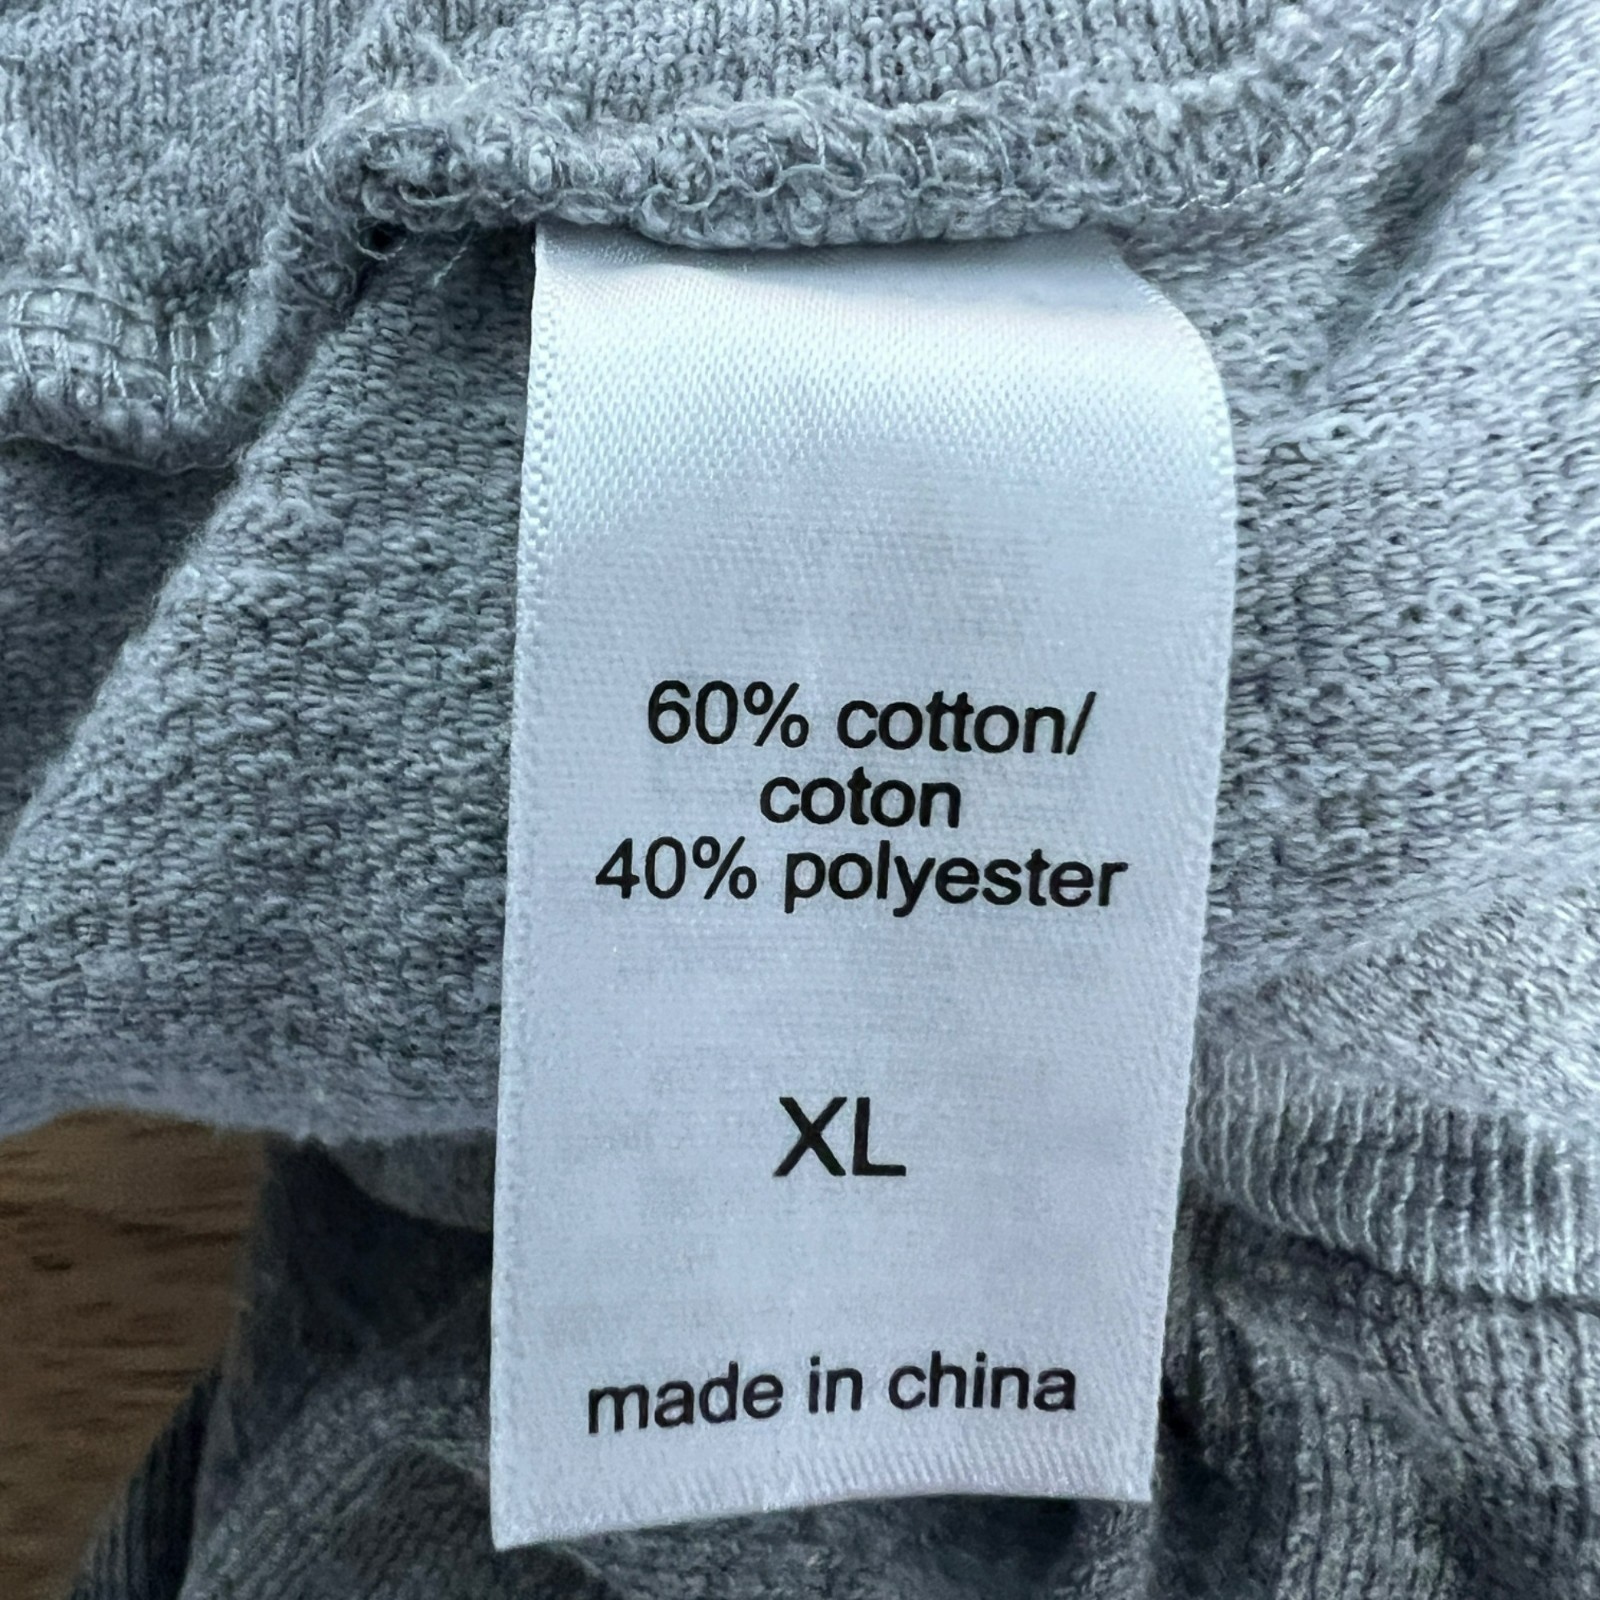 60% cotton/
coton
40% polyester
XL
made in china